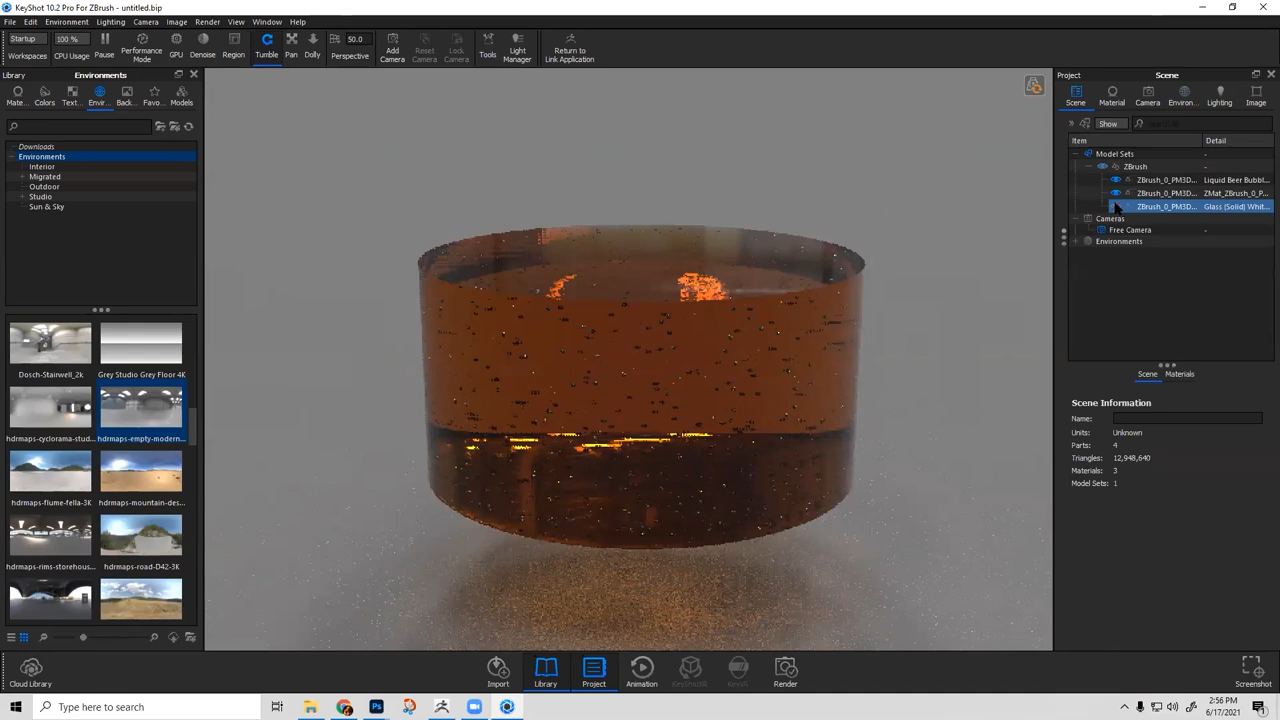 KeyShot 10.2 Pro For ZBrush - untitled.bip
File Edit Environment Lighting Camera Image Render View Window Help
Startup 100 % 50.0
Workspaces CPU Usage Pause Performance Mode GPU Denoise Region Tumble Pan Dolly Perspective Add Camera Reset Camera Lock Camera Tools Light Manager Return to Link Application
Library Environments
Mate... Colors Text... Envir... Back... Favo... Models
Downloads
Environments
Interior
Migrated
Outdoor
Studio
Sun & Sky
Dosch-Stairwell_2k Grey Studio Grey Floor 4K
hdrmaps-cyclorama-stud... hdrmaps-empty-modern...
hdrmaps-flume-fella-3K hdrmaps-mountain-des...
hdrmaps-rims-storehous... hdrmaps-road-D42-3K
Project Scene
Scene Material Camera Environ... Lighting Image
Show
Item Detail
Model Sets -
ZBrush -
ZBrush_0_PM3D... Liquid Beer Bubbl...
ZBrush_0_PM3D... ZMat_ZBrush_0_P...
ZBrush_0_PM3D... Glass (Solid) Whit...
Cameras
Free Camera -
Environments
Scene Materials
Scene Information
Name:
Units: Unknown
Parts: 4
Triangles: 12,948,640
Materials: 3
Model Sets: 1
Cloud Library Import Library Project Animation KeyShotXR KeyVR Render Screenshot
Type here to search
2:56 PM
6/17/2021